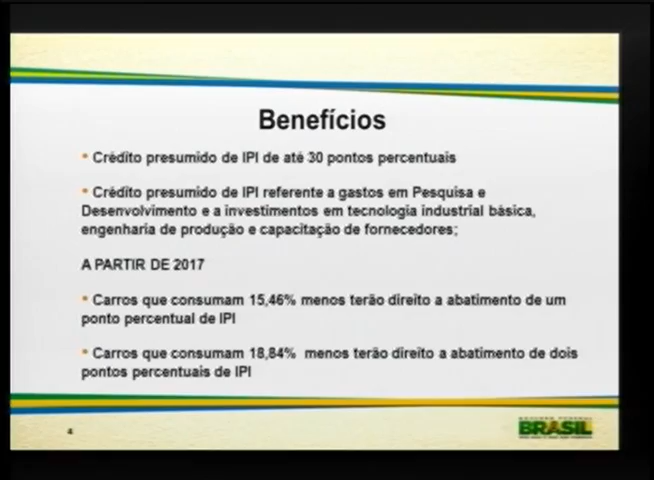 Benefícios
• Crédito presumido de IPI de até 30 pontos percentuais
• Crédito presumido de IPI referente a gastos em Pesquisa e
Desenvolvimento e a investimentos em tecnologia industrial básica,
engenharia de produção e capacitação de fornecedores;
A PARTIR DE 2017
• Carros que consumam 15,46% menos terão direito a abatimento de um
ponto percentual de IPI
• Carros que consumam 18,84% menos terão direito a abatimento de dois
pontos percentuais de IPI
4
BRASIL